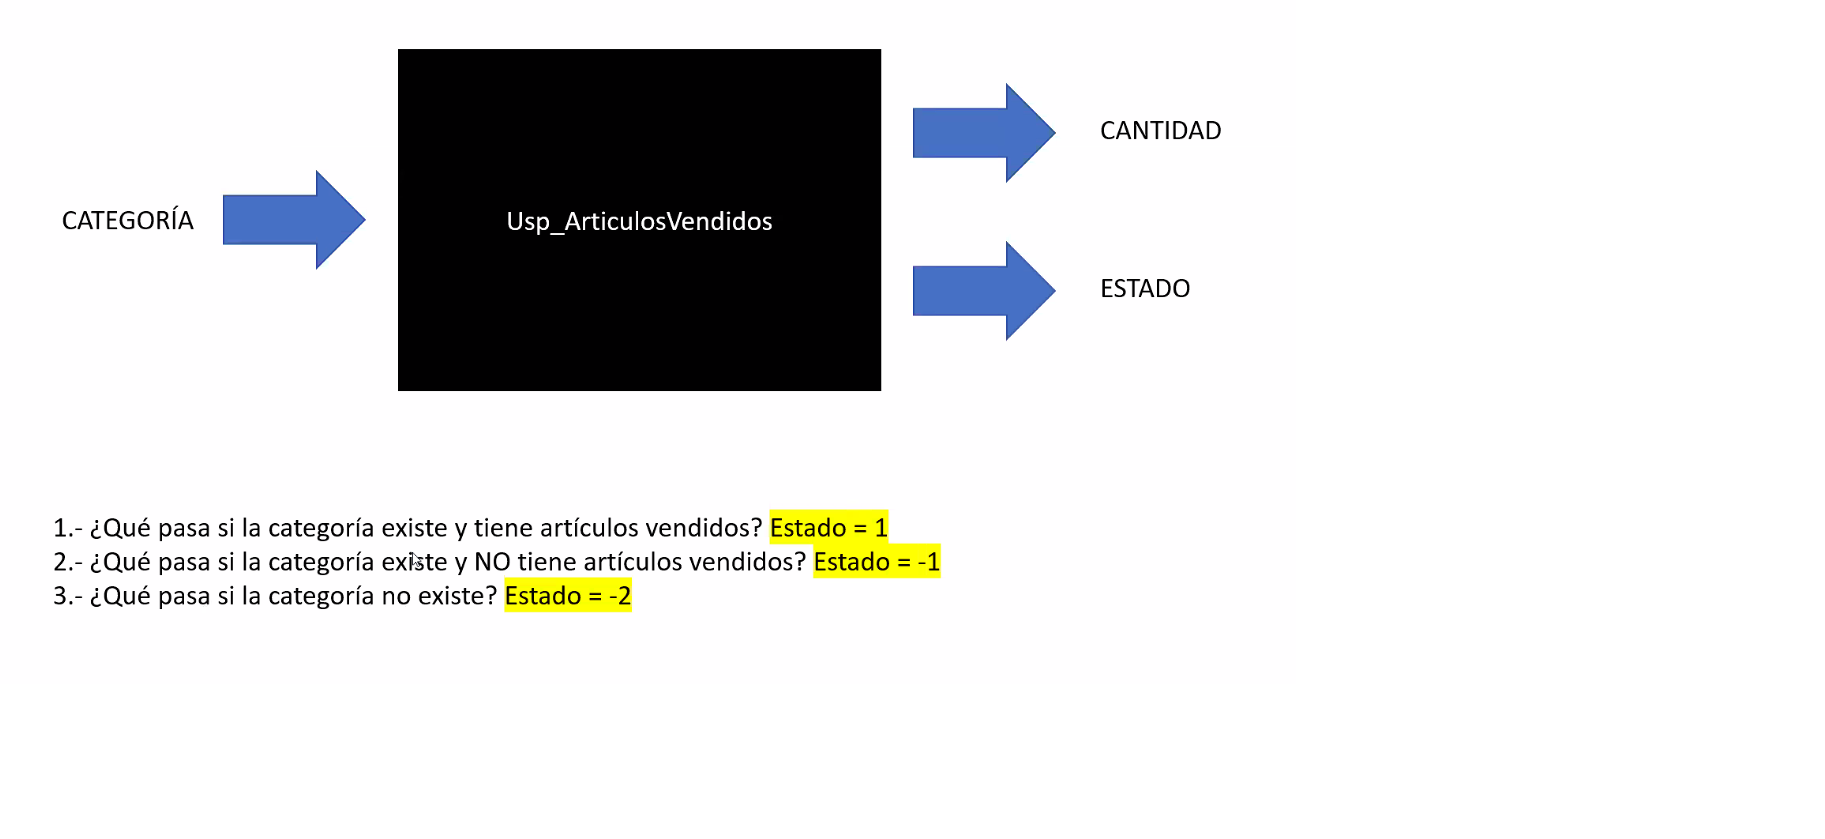 CATEGORÍA
Usp_ArticulosVendidos
CANTIDAD
ESTADO
1.- ¿Qué pasa si la categoría existe y tiene artículos vendidos? Estado = 1
2.- ¿Qué pasa si la categoría existe y NO tiene artículos vendidos? Estado = -1
3.- ¿Qué pasa si la categoría no existe? Estado = -2